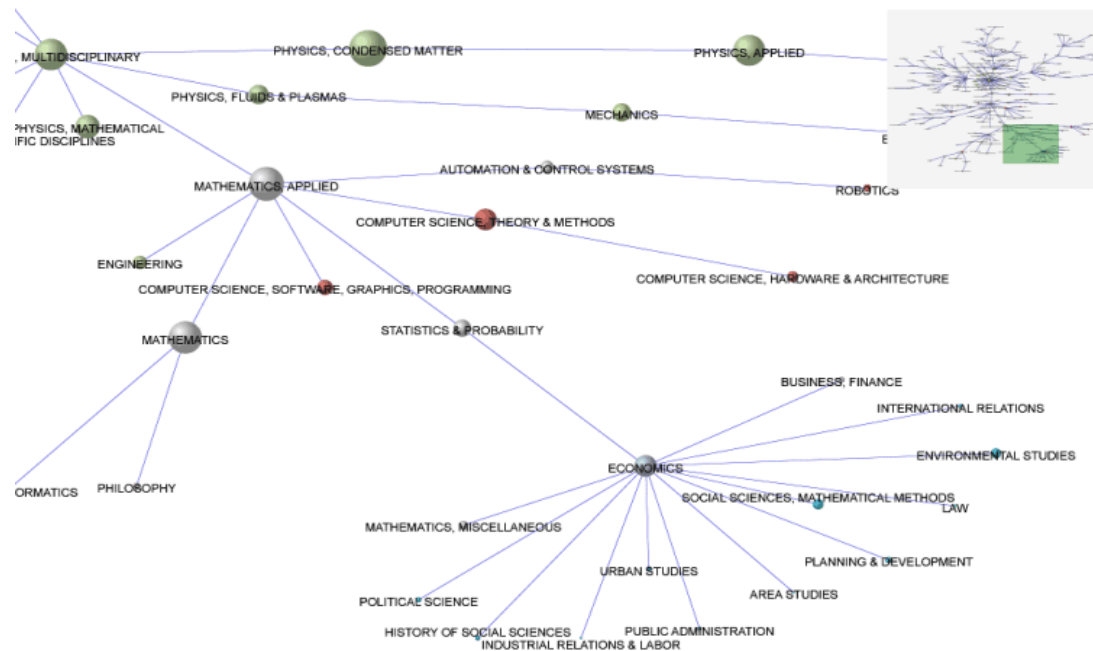 PHYSICS, CONDENSED MATTER
PHYSICS, APPLIED
, MULTIDISCIPLINARY
PHYSICS, FLUIDS & PLASMAS
MECHANICS
PHYSICS, MATHEMATICAL
IFIC DISCIPLINES
E
AUTOMATION & CONTROL SYSTEMS
MATHEMATICS, APPLIED
ROBOTICS
COMPUTER SCIENCE, THEORY & METHODS
ENGINEERING
COMPUTER SCIENCE, HARDWARE & ARCHITECTURE
COMPUTER SCIENCE, SOFTWARE, GRAPHICS, PROGRAMMING
STATISTICS & PROBABILITY
MATHEMATICS
BUSINESS, FINANCE
INTERNATIONAL RELATIONS
ENVIRONMENTAL STUDIES
ECONOMICS
ORMATICS
PHILOSOPHY
SOCIAL SCIENCES, MATHEMATICAL METHODS
LAW
MATHEMATICS, MISCELLANEOUS
PLANNING & DEVELOPMENT
URBAN STUDIES
AREA STUDIES
POLITICAL SCIENCE
HISTORY OF SOCIAL SCIENCES
PUBLIC ADMINISTRATION
INDUSTRIAL RELATIONS & LABOR